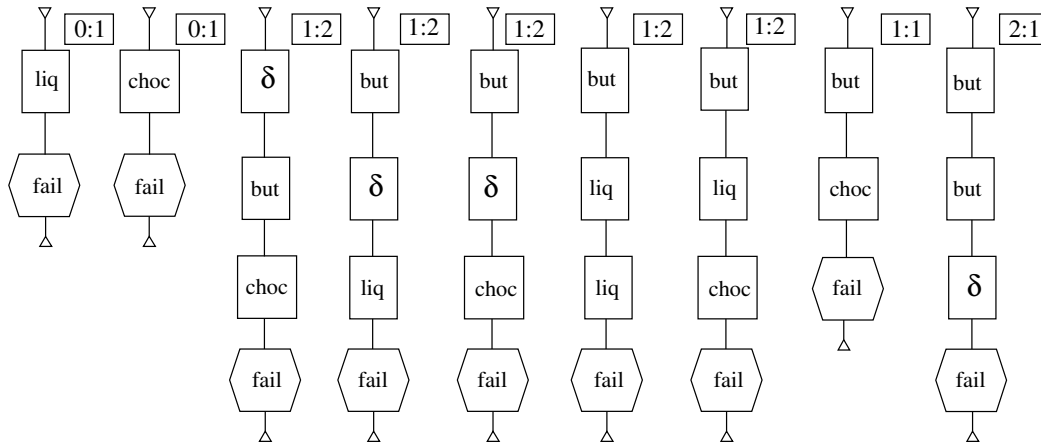 0:1 0:1 1:2 1:2 1:2 1:2 1:2 1:1 2:1
liq choc δ but but but but but but
fail fail but δ δ liq liq choc but
choc liq choc liq choc fail δ
fail fail fail fail fail fail